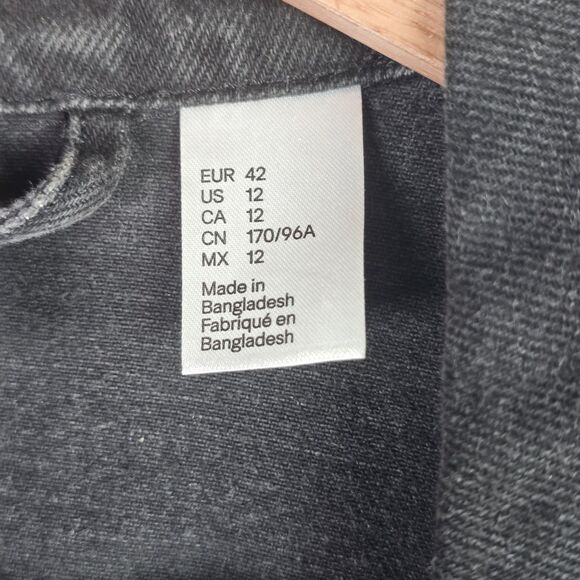 EUR 42
US 12
CA 12
CN 170/96A
MX 12
Made in
Bangladesh
Fabriqué en
Bangladesh